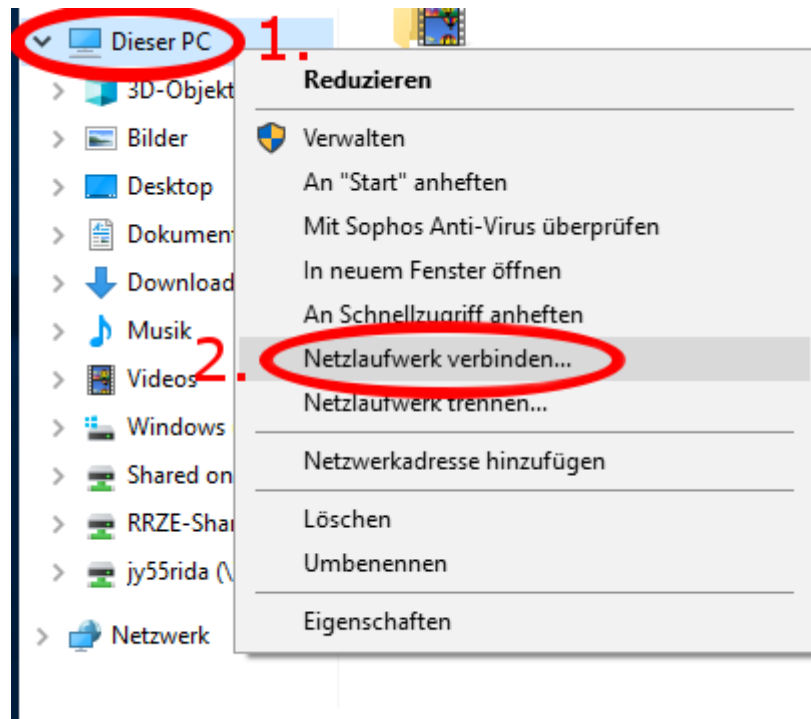 Dieser PC
1.
3D-Objekt
Bilder
Desktop
Dokumen
Download
Musik
Videos
Windows
Shared on
RRZE-Shar
jy55rida (\
Netzwerk
Reduzieren
Verwalten
An "Start" anheften
Mit Sophos Anti-Virus überprüfen
In neuem Fenster öffnen
An Schnellzugriff anheften
2.
Netzlaufwerk verbinden...
Netzlaufwerk trennen...
Netzwerkadresse hinzufügen
Löschen
Umbenennen
Eigenschaften